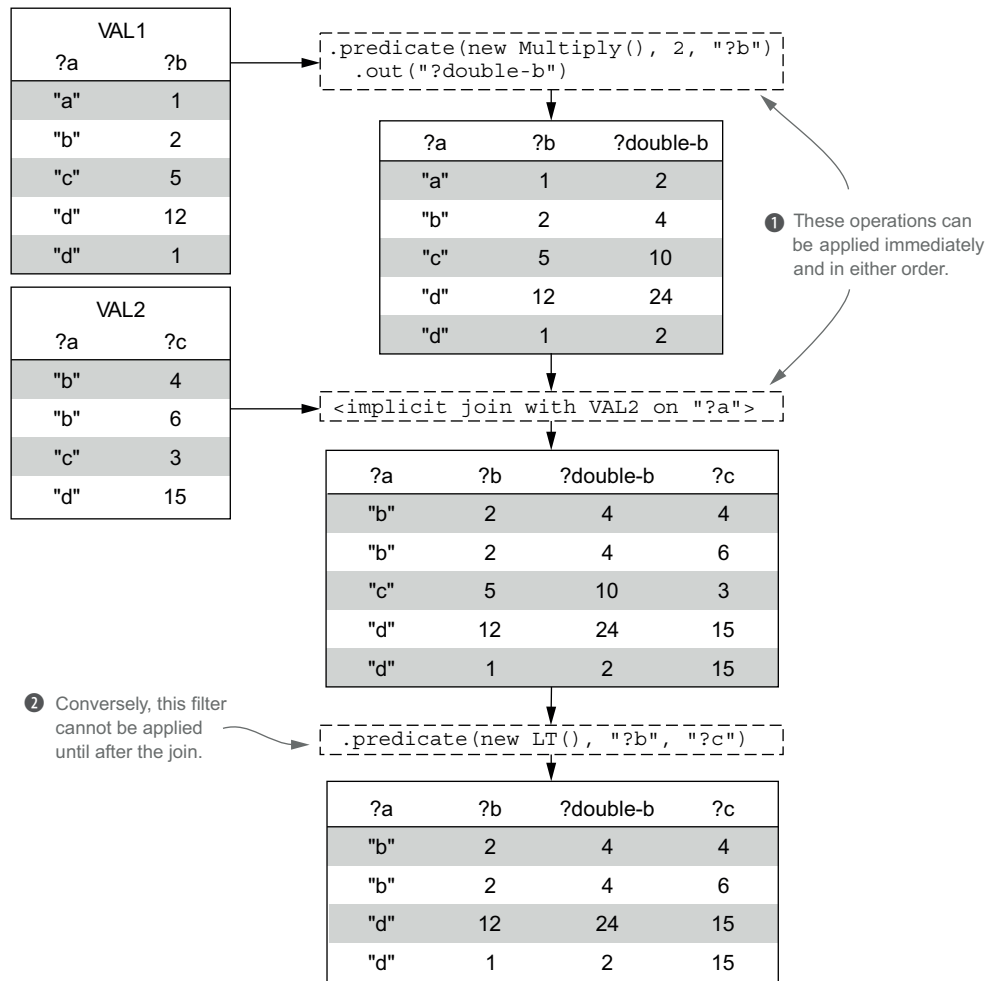 VAL1
?a ?b
"a" 1
"b" 2
"c" 5
"d" 12
"d" 1
.predicate(new Multiply(), 2, "?b")
.out("?double-b")
?a ?b ?double-b
"a" 1 2
"b" 2 4
"c" 5 10
"d" 12 24
"d" 1 2
❶ These operations can
be applied immediately
and in either order.
VAL2
?a ?c
"b" 4
"b" 6
"c" 3
"d" 15
<implicit join with VAL2 on "?a">
?a ?b ?double-b ?c
"b" 2 4 4
"b" 2 4 6
"c" 5 10 3
"d" 12 24 15
"d" 1 2 15
❷ Conversely, this filter
cannot be applied
until after the join.
.predicate(new LT(), "?b", "?c")
?a ?b ?double-b ?c
"b" 2 4 4
"b" 2 4 6
"d" 12 24 15
"d" 1 2 15